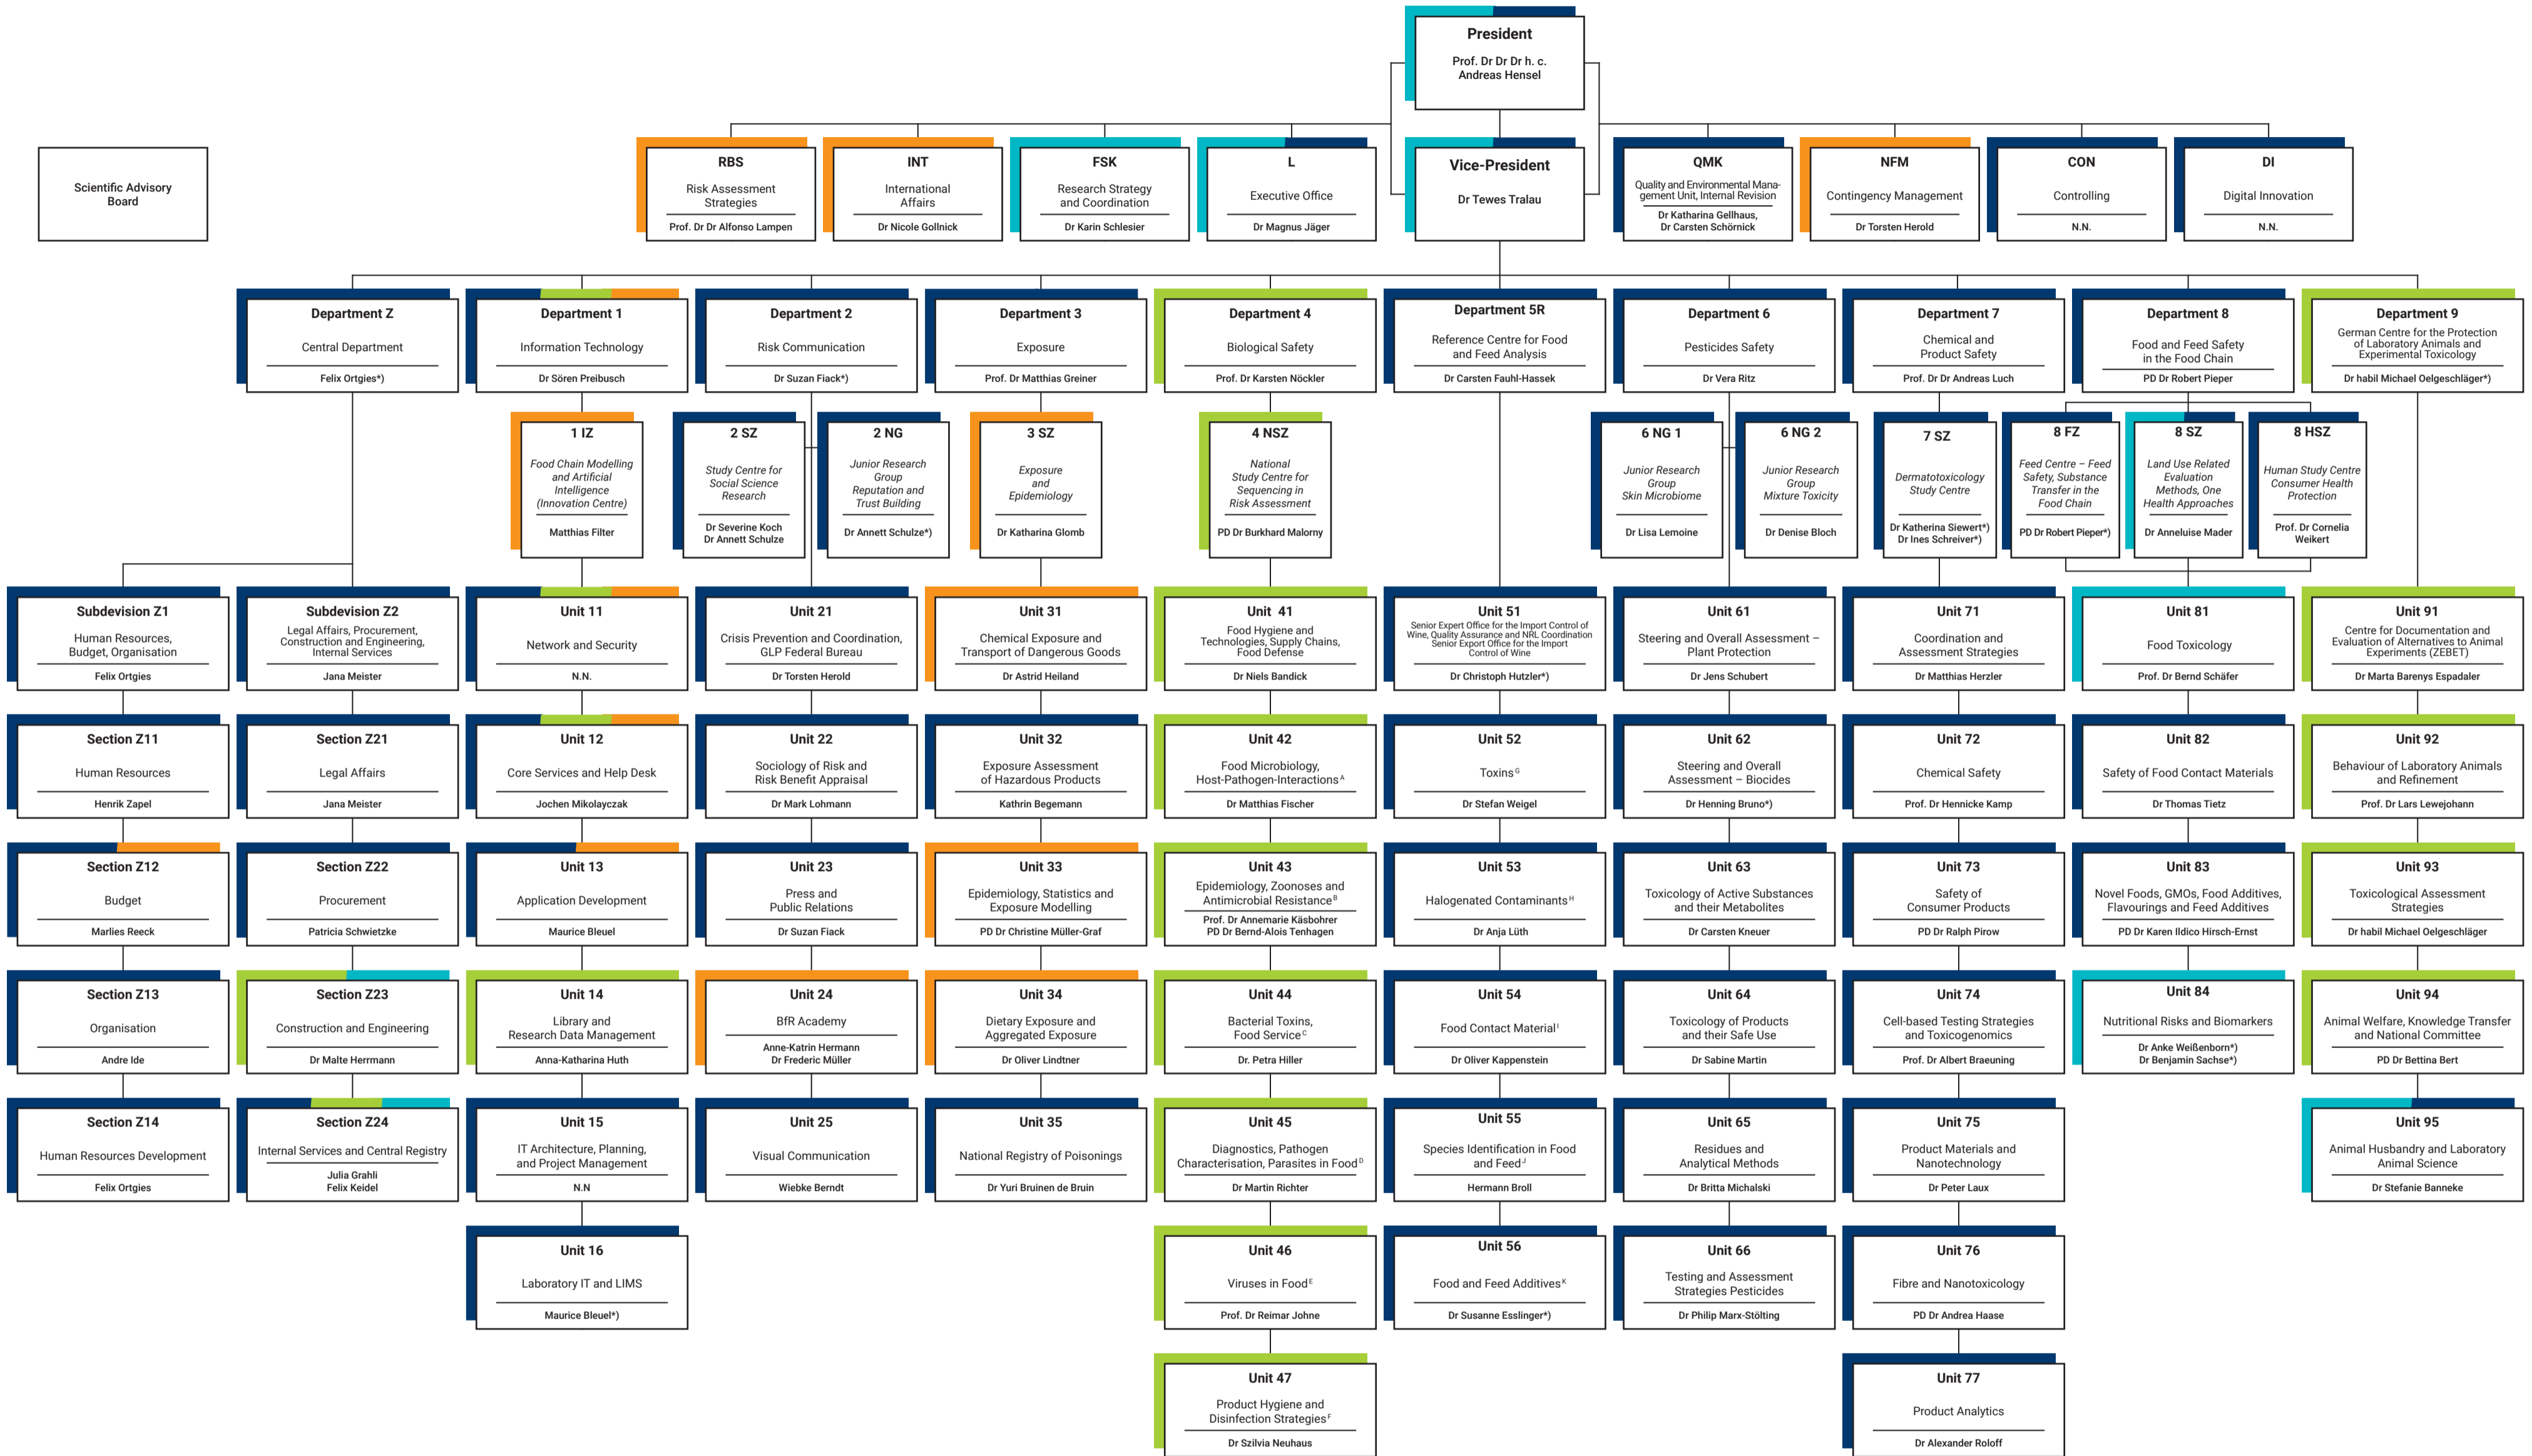 President
Prof. Dr Dr Dr h. c.
Andreas Hensel
Scientific Advisory
Board
RBS
Risk Assessment
Strategies
Prof. Dr Dr Alfonso Lampen
INT
International
Affairs
Dr Nicole Gollnick
FSK
Research Strategy
and Coordination
Dr Karin Schlesier
L
Executive Office
Dr Magnus Jäger
Vice-President
Dr Tewes Tralau
QMK
Quality and Environmental Mana-
gement Unit, Internal Revision
Dr Katharina Gellhaus,
Dr Carsten Schörnick
NFM
Contingency Management
Dr Torsten Herold
CON
Controlling
N.N.
DI
Digital Innovation
N.N.
Department Z
Central Department
Felix Ortgies*)
Department 1
Information Technology
Dr Sören Preibusch
Department 2
Risk Communication
Dr Suzan Fiack*)
Department 3
Exposure
Prof. Dr Matthias Greiner
Department 4
Biological Safety
Prof. Dr Karsten Nöckler
Department 5R
Reference Centre for Food
and Feed Analysis
Dr Carsten Fauhl-Hassek
Department 6
Pesticides Safety
Dr Vera Ritz
Department 7
Chemical and
Product Safety
Prof. Dr Dr Andreas Luch
Department 8
Food and Feed Safety
in the Food Chain
PD Dr Robert Pieper
Department 9
German Centre for the Protection
of Laboratory Animals and
Experimental Toxicology
Dr habil Michael Oelgeschläger*)
1 IZ
Food Chain Modelling
and Artificial
Intelligence
(Innovation Centre)
Matthias Filter
2 SZ
Study Centre for
Social Science
Research
Dr Severine Koch
Dr Annett Schulze
2 NG
Junior Research
Group
Reputation and
Trust Building
Dr Annett Schulze*)
3 SZ
Exposure
and
Epidemiology
Dr Katharina Glomb
4 NSZ
National
Study Centre for
Sequencing in
Risk Assessment
PD Dr Burkhard Malorny
6 NG 1
Junior Research
Group
Skin Microbiome
Dr Lisa Lemoine
6 NG 2
Junior Research
Group
Mixture Toxicity
Dr Denise Bloch
7 SZ
Dermatotoxicology
Study Centre
Dr Katherina Siewert*)
Dr Ines Schreiver*)
8 FZ
Feed Centre – Feed
Safety, Substance
Transfer in the
Food Chain
PD Dr Robert Pieper*)
8 SZ
Land Use Related
Evaluation
Methods, One
Health Approaches
Dr Anneluise Mader
8 HSZ
Human Study Centre
Consumer Health
Protection
Prof. Dr Cornelia
Weikert
Subdevision Z1
Human Resources,
Budget, Organisation
Felix Ortgies
Subdevision Z2
Legal Affairs, Procurement,
Construction and Engineering,
Internal Services
Jana Meister
Unit 11
Network and Security
N.N.
Unit 21
Crisis Prevention and Coordination,
GLP Federal Bureau
Dr Torsten Herold
Unit 31
Chemical Exposure and
Transport of Dangerous Goods
Dr Astrid Heiland
Unit 41
Food Hygiene and
Technologies, Supply Chains,
Food Defense
Dr Niels Bandick
Unit 51
Senior Expert Office for the Import Control of
Wine, Quality Assurance and NRL Coordination
Senior Export Office for the Import
Control of Wine
Dr Christoph Hutzler*)
Unit 61
Steering and Overall Assessment –
Plant Protection
Dr Jens Schubert
Unit 71
Coordination and
Assessment Strategies
Dr Matthias Herzler
Unit 81
Food Toxicology
Prof. Dr Bernd Schäfer
Unit 91
Centre for Documentation and
Evaluation of Alternatives to Animal
Experiments (ZEBET)
Dr Marta Barenys Espadaler
Section Z11
Human Resources
Henrik Zapel
Section Z21
Legal Affairs
Jana Meister
Unit 12
Core Services and Help Desk
Jochen Mikolayczak
Unit 22
Sociology of Risk and
Risk Benefit Appraisal
Dr Mark Lohmann
Unit 32
Exposure Assessment
of Hazardous Products
Kathrin Begemann
Unit 42
Food Microbiology,
Host-Pathogen-Interactions A
Dr Matthias Fischer
Unit 52
Toxins G
Dr Stefan Weigel
Unit 62
Steering and Overall
Assessment – Biocides
Dr Henning Bruno*)
Unit 72
Chemical Safety
Prof. Dr Hennicke Kamp
Unit 82
Safety of Food Contact Materials
Dr Thomas Tietz
Unit 92
Behaviour of Laboratory Animals
and Refinement
Prof. Dr Lars Lewejohann
Section Z12
Budget
Marlies Reeck
Section Z22
Procurement
Patricia Schwietzke
Unit 13
Application Development
Maurice Bleuel
Unit 23
Press and
Public Relations
Dr Suzan Fiack
Unit 33
Epidemiology, Statistics and
Exposure Modelling
PD Dr Christine Müller-Graf
Unit 43
Epidemiology, Zoonoses and
Antimicrobial Resistance B
Prof. Dr Annemarie Käsbohrer
PD Dr Bernd-Alois Tenhagen
Unit 53
Halogenated Contaminants H
Dr Anja Lüth
Unit 63
Toxicology of Active Substances
and their Metabolites
Dr Carsten Kneuer
Unit 73
Safety of
Consumer Products
PD Dr Ralph Pirow
Unit 83
Novel Foods, GMOs, Food Additives,
Flavourings and Feed Additives
PD Dr Karen Ildico Hirsch-Ernst
Unit 93
Toxicological Assessment
Strategies
Dr habil Michael Oelgeschläger
Section Z13
Organisation
Andre Ide
Section Z23
Construction and Engineering
Dr Malte Herrmann
Unit 14
Library and
Research Data Management
Anna-Katharina Huth
Unit 24
BfR Academy
Anne-Katrin Hermann
Dr Frederic Müller
Unit 34
Dietary Exposure and
Aggregated Exposure
Dr Oliver Lindtner
Unit 44
Bacterial Toxins,
Food Service C
Dr. Petra Hiller
Unit 54
Food Contact Material I
Dr Oliver Kappenstein
Unit 64
Toxicology of Products
and their Safe Use
Dr Sabine Martin
Unit 74
Cell-based Testing Strategies
and Toxicogenomics
Prof. Dr Albert Braeuning
Unit 84
Nutritional Risks and Biomarkers
Dr Anke Weißenborn*)
Dr Benjamin Sachse*)
Unit 94
Animal Welfare, Knowledge Transfer
and National Committee
PD Dr Bettina Bert
Section Z14
Human Resources Development
Felix Ortgies
Section Z24
Internal Services and Central Registry
Julia Grahli
Felix Keidel
Unit 15
IT Architecture, Planning,
and Project Management
N.N
Unit 25
Visual Communication
Wiebke Berndt
Unit 35
National Registry of Poisonings
Dr Yuri Bruinen de Bruin
Unit 45
Diagnostics, Pathogen
Characterisation, Parasites in Food D
Dr Martin Richter
Unit 55
Species Identification in Food
and Feed J
Hermann Broll
Unit 65
Residues and
Analytical Methods
Dr Britta Michalski
Unit 75
Product Materials and
Nanotechnology
Dr Peter Laux
Unit 95
Animal Husbandry and Laboratory
Animal Science
Dr Stefanie Banneke
Unit 16
Laboratory IT and LIMS
Maurice Bleuel*)
Unit 46
Viruses in Food E
Prof. Dr Reimar Johne
Unit 56
Food and Feed Additives K
Dr Susanne Esslinger*)
Unit 66
Testing and Assessment
Strategies Pesticides
Dr Philip Marx-Stölting
Unit 76
Fibre and Nanotoxicology
PD Dr Andrea Haase
Unit 47
Product Hygiene and
Disinfection Strategies F
Dr Szilvia Neuhaus
Unit 77
Product Analytics
Dr Alexander Roloff